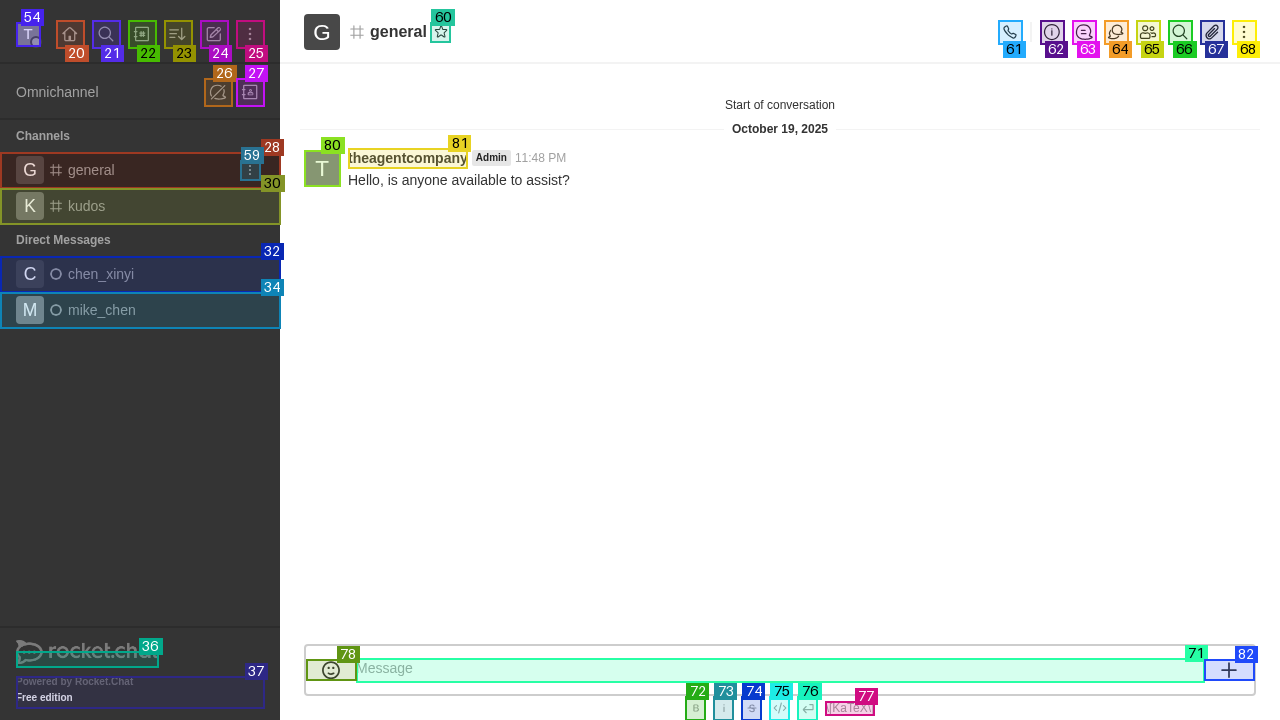 54
T
20
21
22
23
24
25
Omnichannel
26
27
Channels
28
G general
59
30
K kudos
Direct Messages
32
C chen_xinyi
34
M mike_chen
rocket.chat
36
37
Powered by Rocket.Chat
Free edition
G general
60
61
62
63
64
65
66
67
68
Start of conversation
October 19, 2025
80
81
T
theagentcompany Admin 11:48 PM
Hello, is anyone available to assist?
78
71
82
Message
72
73
74
75
76
77
B
i
S
</>
\[KaTeX\]